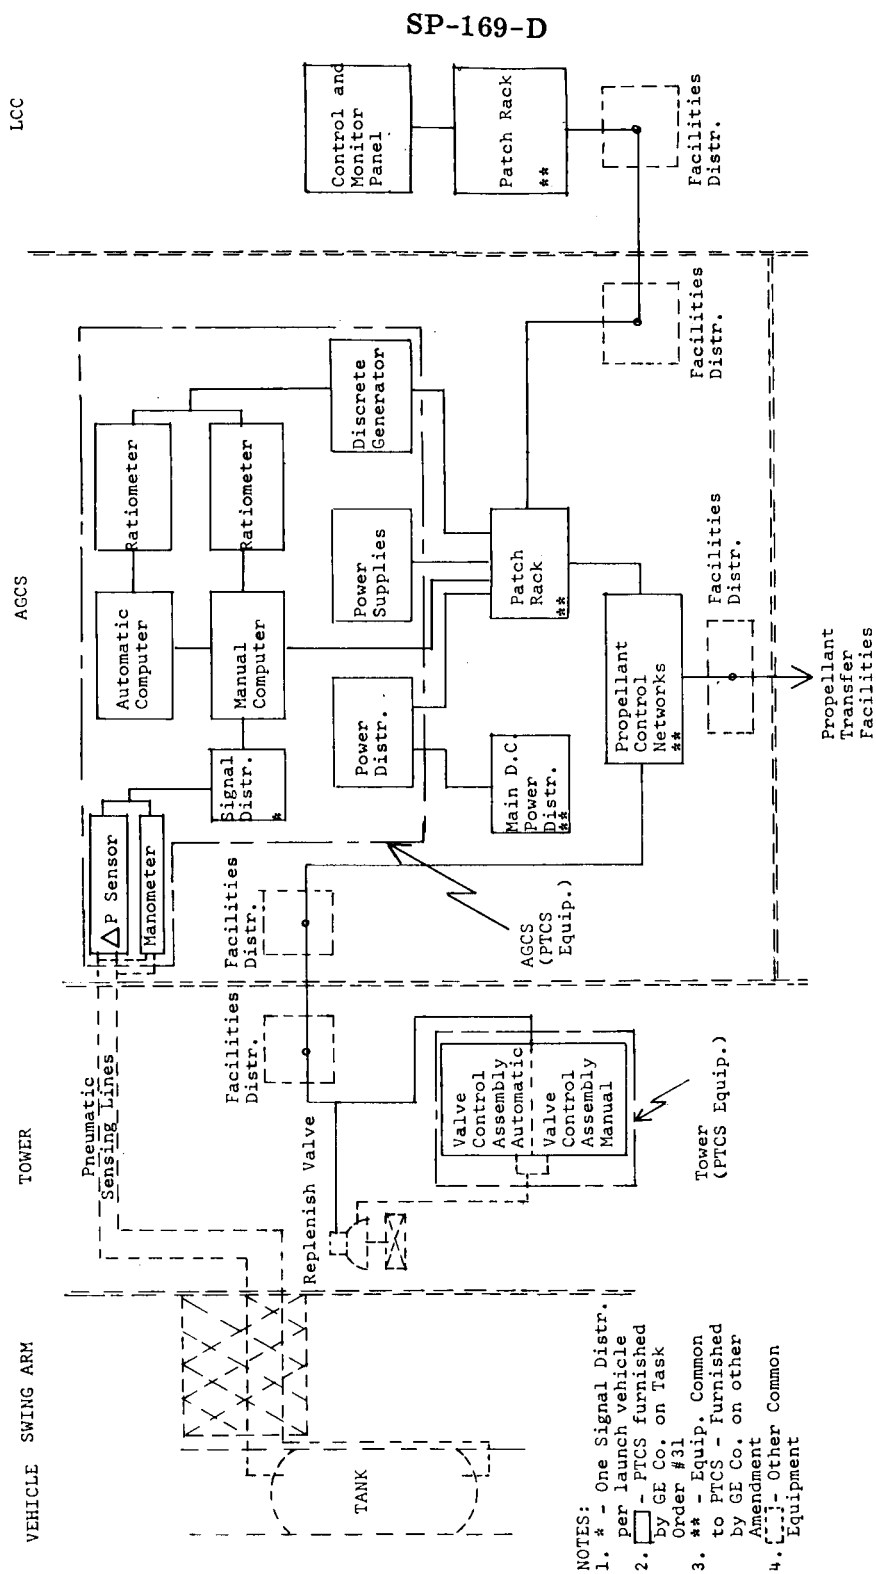 SP-169-D
VEHICLE
SWING ARM
TOWER
AGCS
LCC
TANK
Pneumatic
Sensing Lines
Replenish Valve
Facilities
Distr.
Valve
Control
Assembly
Automatic
Valve
Control
Assembly
Manual
Tower
(PTCS Equip.)
Δ P Sensor
Manometer
Signal
Distr.
*
Automatic
Computer
Manual
Computer
Ratiometer
Ratiometer
Power
Distr.
Power
Supplies
Discrete
Generator
Facilities
Distr.
AGCS
(PTCS
Equip.)
Main D.C.
Power
Distr.
**
Patch
Rack
**
Propellant
Control
Networks
**
Facilities
Distr.
Propellant
Transfer
Facilities
Facilities
Distr.
Control and
Monitor
Panel
Patch Rack
**
Facilities
Distr.
NOTES:
1. * - One Signal Distr.
per launch vehicle
2. - PTCS furnished
by GE Co. on Task
Order #31
3. ** - Equip. Common
to PTCS - Furnished
by GE Co. on other
Amendment
4. - Other Common
Equipment